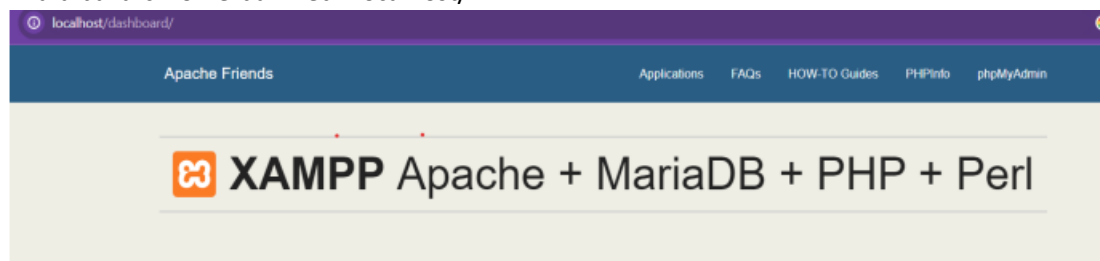 localhost/dashboard/
Apache Friends Applications FAQs HOW-TO Guides PHPInfo phpMyAdmin
XAMPP Apache + MariaDB + PHP + Perl